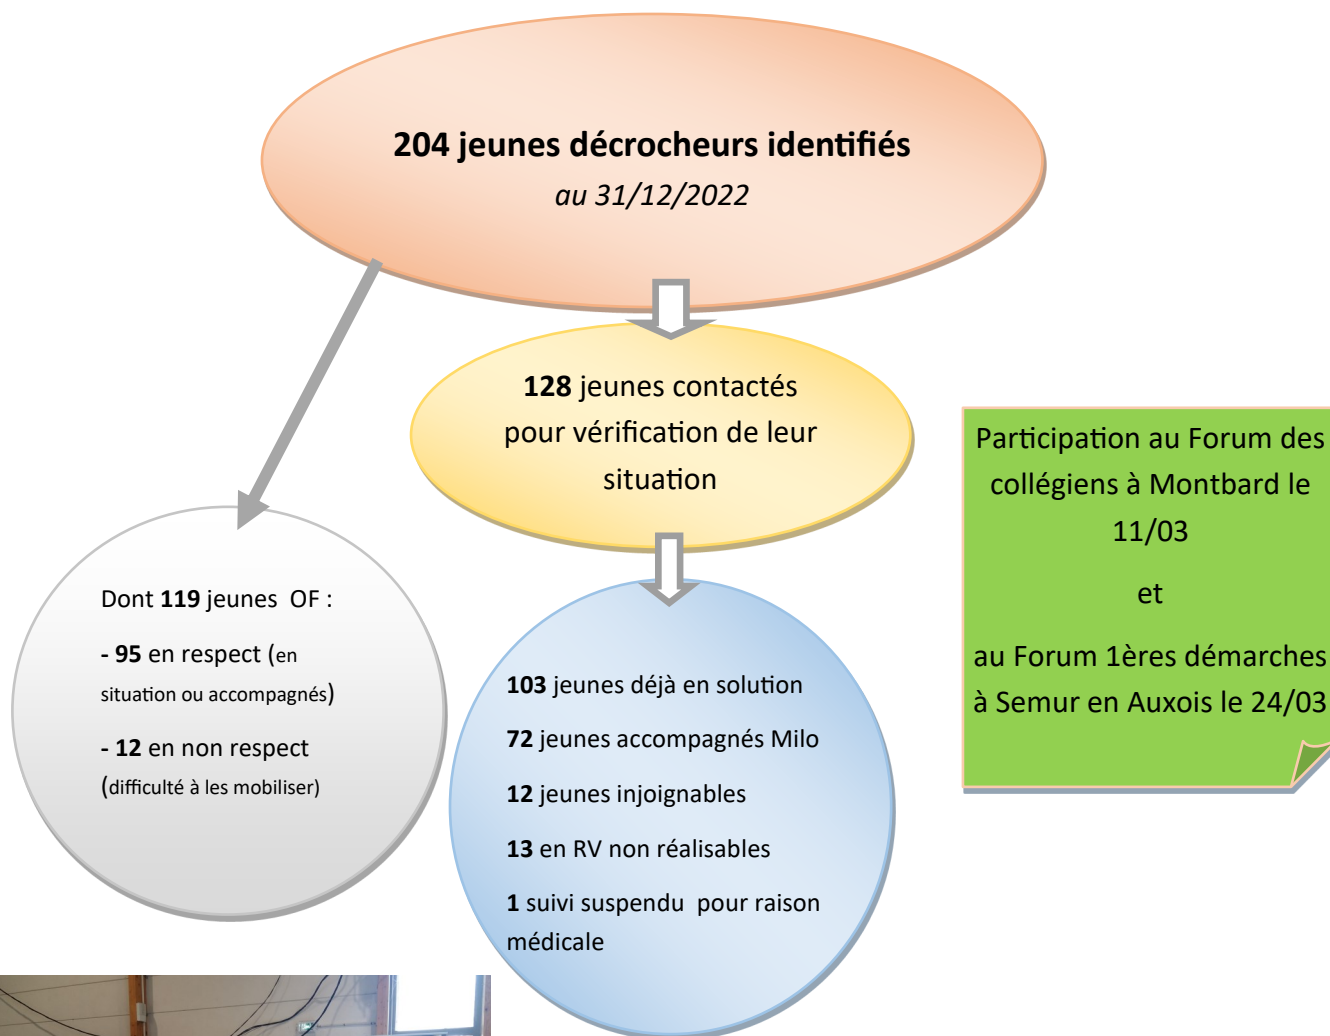 204 jeunes décrocheurs identifiés
au 31/12/2022
128 jeunes contactés
pour vérification de leur
situation
Dont 119 jeunes OF :
- 95 en respect (en
situation ou accompagnés)
- 12 en non respect
(difficulté à les mobiliser)
103 jeunes déjà en solution
72 jeunes accompagnés Milo
12 jeunes injoignables
13 en RV non réalisables
1 suivi suspendu pour raison
médicale
Participation au Forum des
collégiens à Montbard le
11/03
et
au Forum 1ères démarches
à Semur en Auxois le 24/03